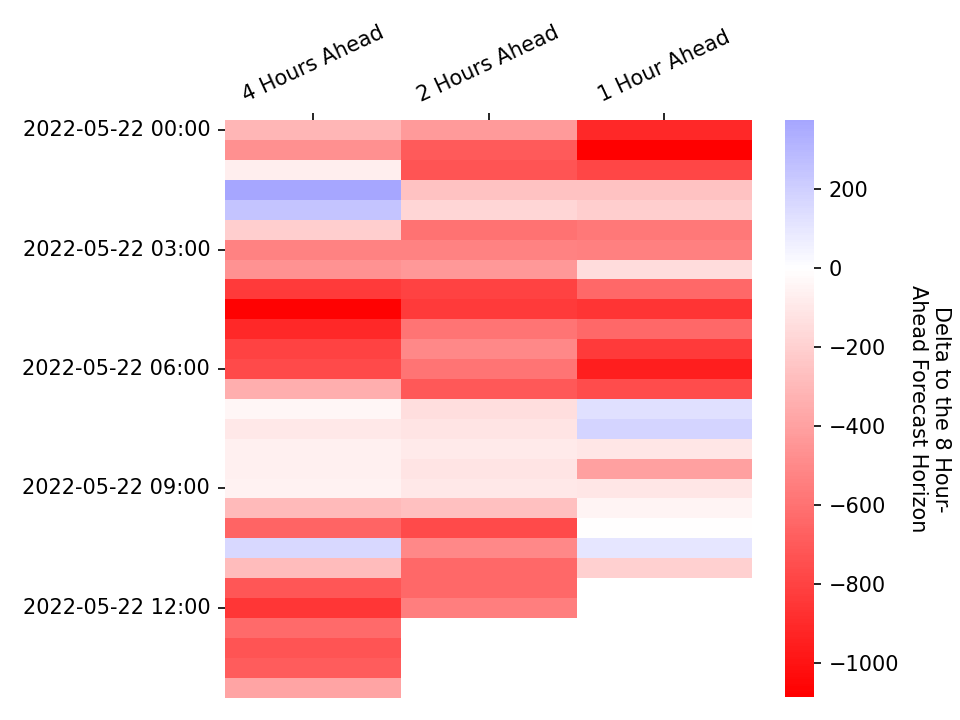 4 Hours Ahead
2 Hours Ahead
1 Hour Ahead
2022-05-22 00:00
2022-05-22 03:00
2022-05-22 06:00
2022-05-22 09:00
2022-05-22 12:00
200
0
−200
−400
−600
−800
−1000
Delta to the 8 Hour-
Ahead Forecast Horizon